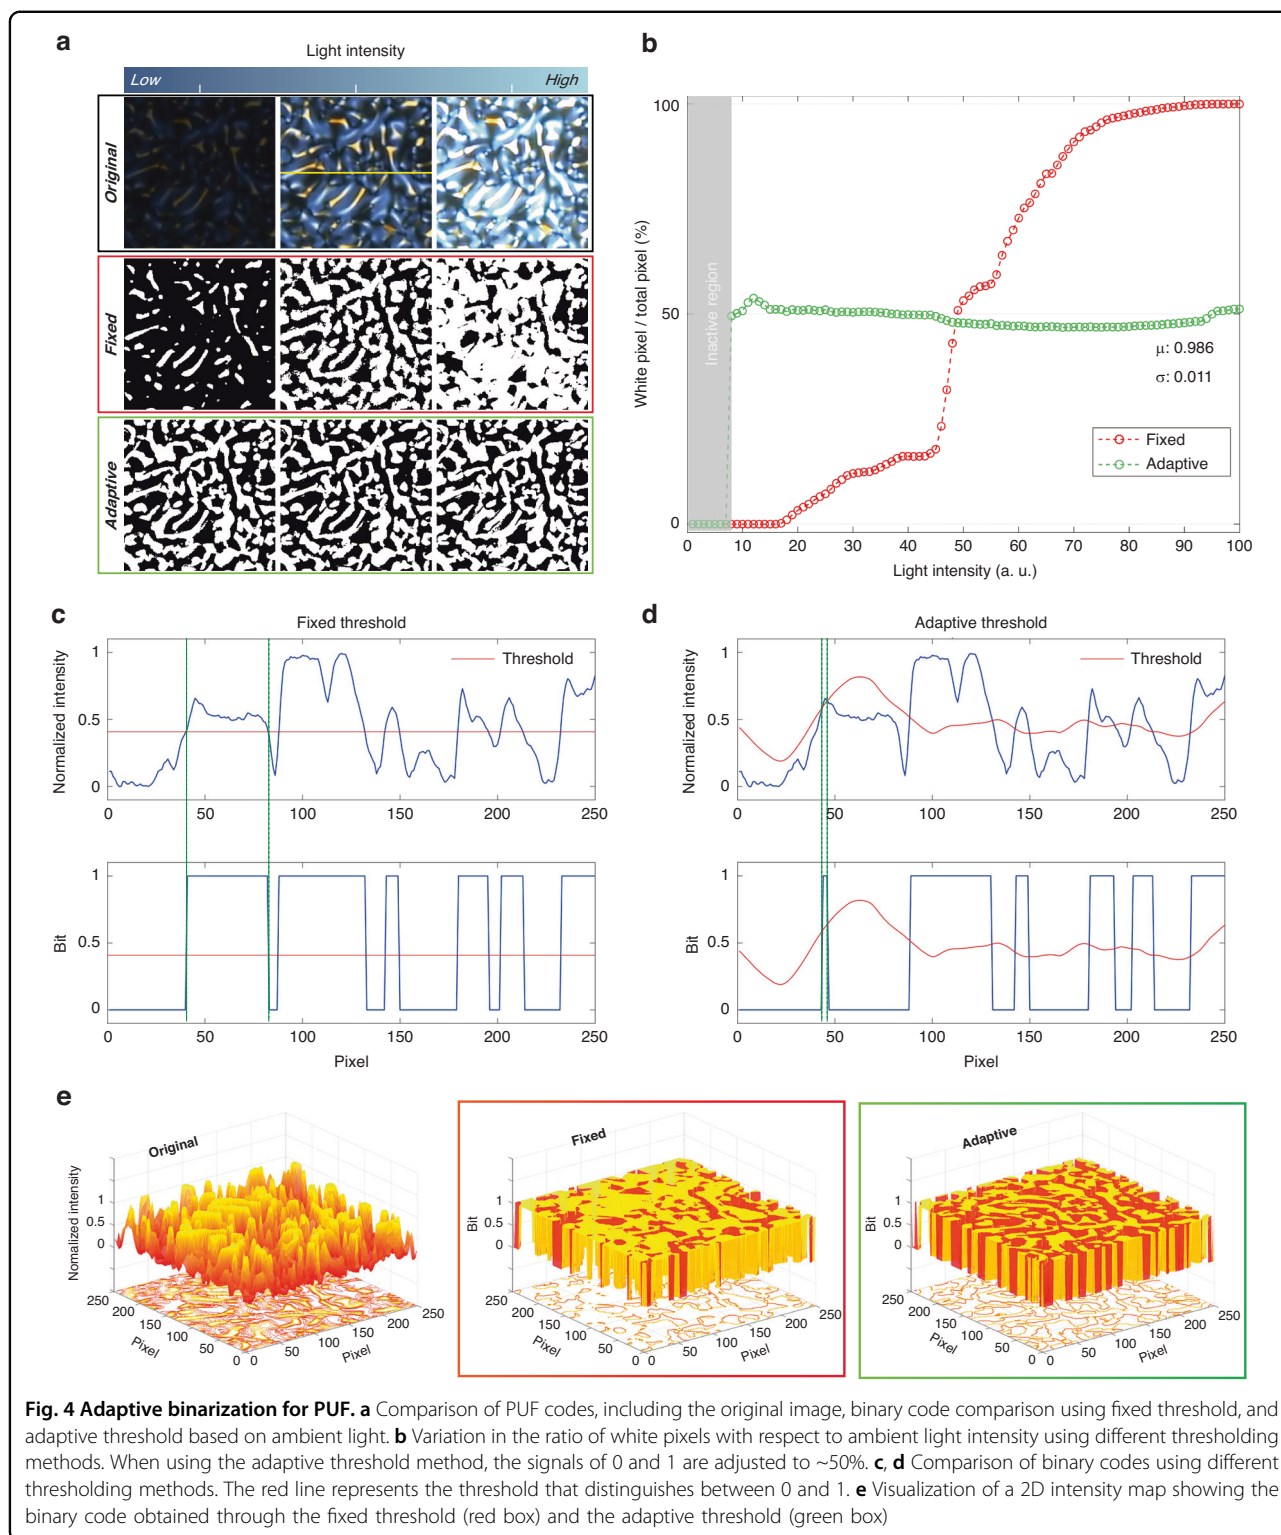 a
Light intensity
Low
High
Original
Fixed
Adaptive
b
100
50
0
White pixel / total pixel (%)
Inactive region
μ: 0.986
σ: 0.011
Fixed
Adaptive
0 10 20 30 40 50 60 70 80 90 100
Light intensity (a. u.)
c
Fixed threshold
Threshold
Normalized intensity
1
0.5
0
0 50 100 150 200 250
Bit
1
0.5
0
0 50 100 150 200 250
Pixel
d
Adaptive threshold
Threshold
Normalized intensity
1
0.5
0
0 50 100 150 200 250
Bit
1
0.5
0
0 50 100 150 200 250
Pixel
e
Original
Nomalized intensity
1
0.5
0
250 200 150 100 50 0
Pixel
0 50 100 150 200 250
Pixel
Fixed
Bit
1
0.5
0
250 200 150 100 50 0
Pixel
0 50 100 150 200 250
Pixel
Adaptive
Bit
1
0.5
0
250 200 150 100 50 0
Pixel
0 50 100 150 200 250
Pixel
Fig. 4 Adaptive binarization for PUF. a Comparison of PUF codes, including the original image, binary code comparison using fixed threshold, and
adaptive threshold based on ambient light. b Variation in the ratio of white pixels with respect to ambient light intensity using different thresholding
methods. When using the adaptive threshold method, the signals of 0 and 1 are adjusted to ~50%. c, d Comparison of binary codes using different
thresholding methods. The red line represents the threshold that distinguishes between 0 and 1. e Visualization of a 2D intensity map showing the
binary code obtained through the fixed threshold (red box) and the adaptive threshold (green box)